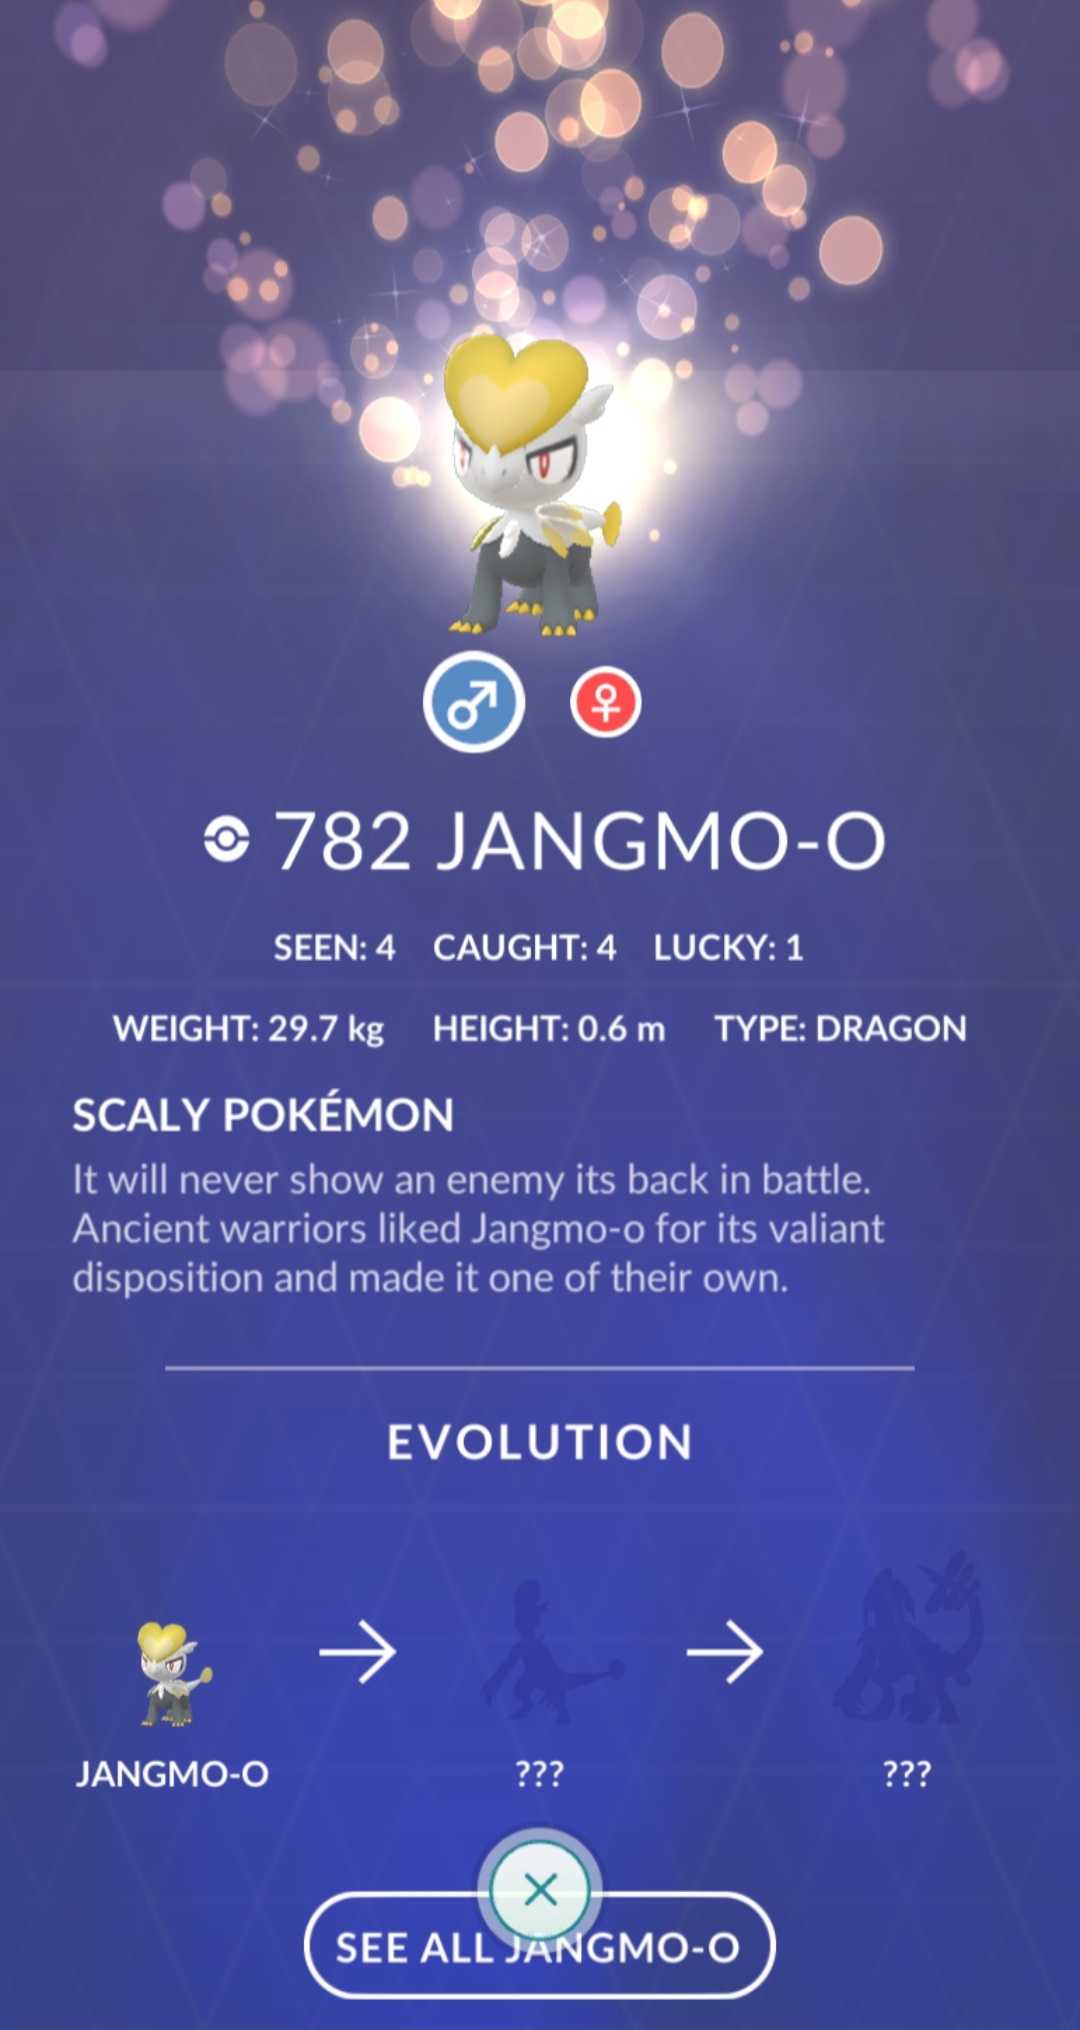 782 JANGMO-O
SEEN: 4 CAUGHT: 4 LUCKY: 1
WEIGHT: 29.7 kg HEIGHT: 0.6 m TYPE: DRAGON
SCALY POKÉMON
It will never show an enemy its back in battle.
Ancient warriors liked Jangmo-o for its valiant
disposition and made it one of their own.
EVOLUTION
JANGMO-O ??? ???
SEE ALL JANGMO-O